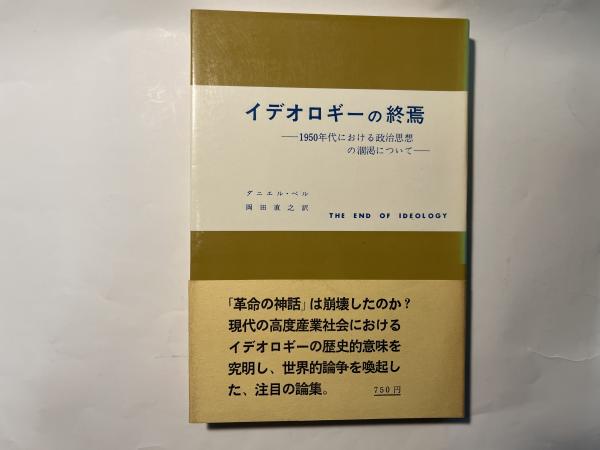 イデオロギーの終焉
——1950年代における政治思想
の涸渇について——
ダニエル・ベル
岡田直之訳
THE END OF IDEOLOGY
「革命の神話」は崩壊したのか?
現代の高度産業社会における
イデオロギーの歴史的意味を
究明し、世界的論争を喚起し
た、注目の論集。
750円